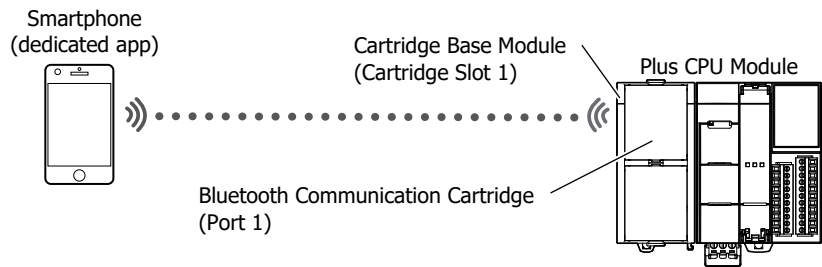 Smartphone
(dedicated app)
Cartridge Base Module
(Cartridge Slot 1)
Plus CPU Module
Bluetooth Communication Cartridge
(Port 1)